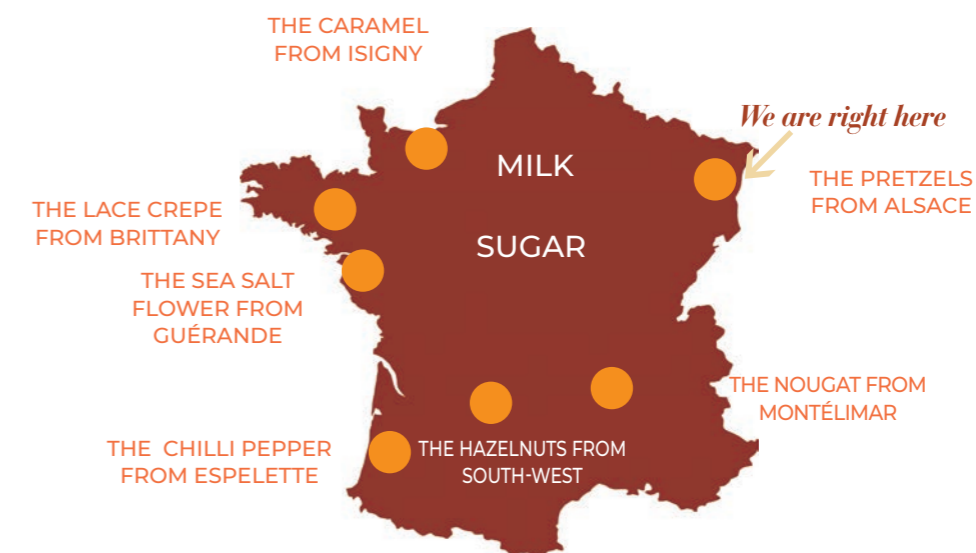 THE CARAMEL
FROM ISIGNY
We are right here
MILK
THE PRETZELS
FROM ALSACE
THE LACE CREPE
FROM BRITTANY
SUGAR
THE SEA SALT
FLOWER FROM
GUÉRANDE
THE NOUGAT FROM
MONTÉLIMAR
THE CHILLI PEPPER
FROM ESPELETTE
THE HAZELNUTS FROM
SOUTH-WEST